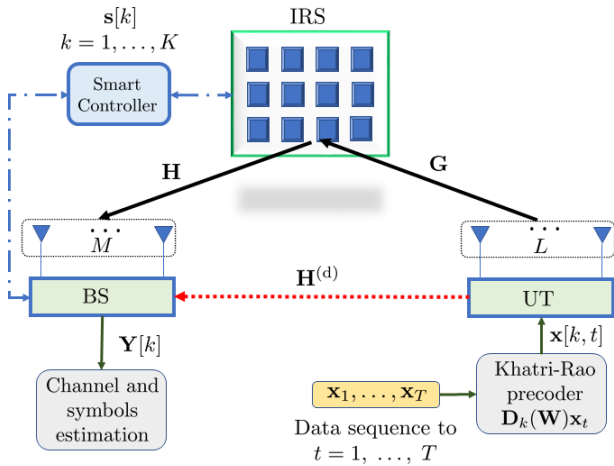 s[k]
k = 1, . . . , K
IRS
Smart
Controller
H
G
. . .
M
. . .
L
BS
H^(d)
UT
Y[k]
x[k, t]
Channel and
symbols
estimation
x_1, . . . , x_T
Data sequence to
t = 1, . . . , T
Khatri-Rao
precoder
D_k(W)x_t